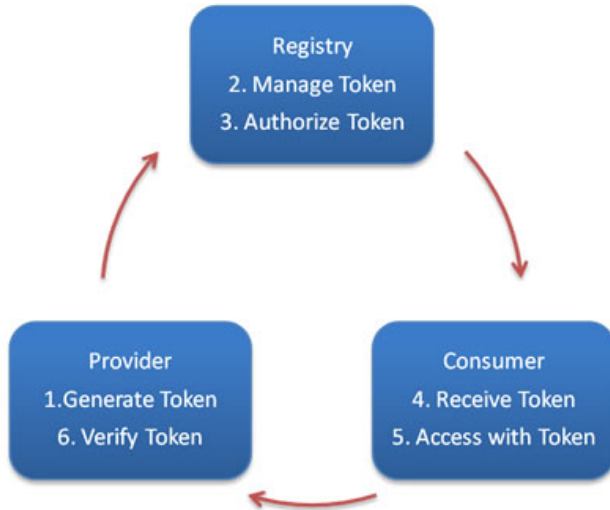 Registry
2. Manage Token
3. Authorize Token
Provider
1.Generate Token
6. Verify Token
Consumer
4. Receive Token
5. Access with Token